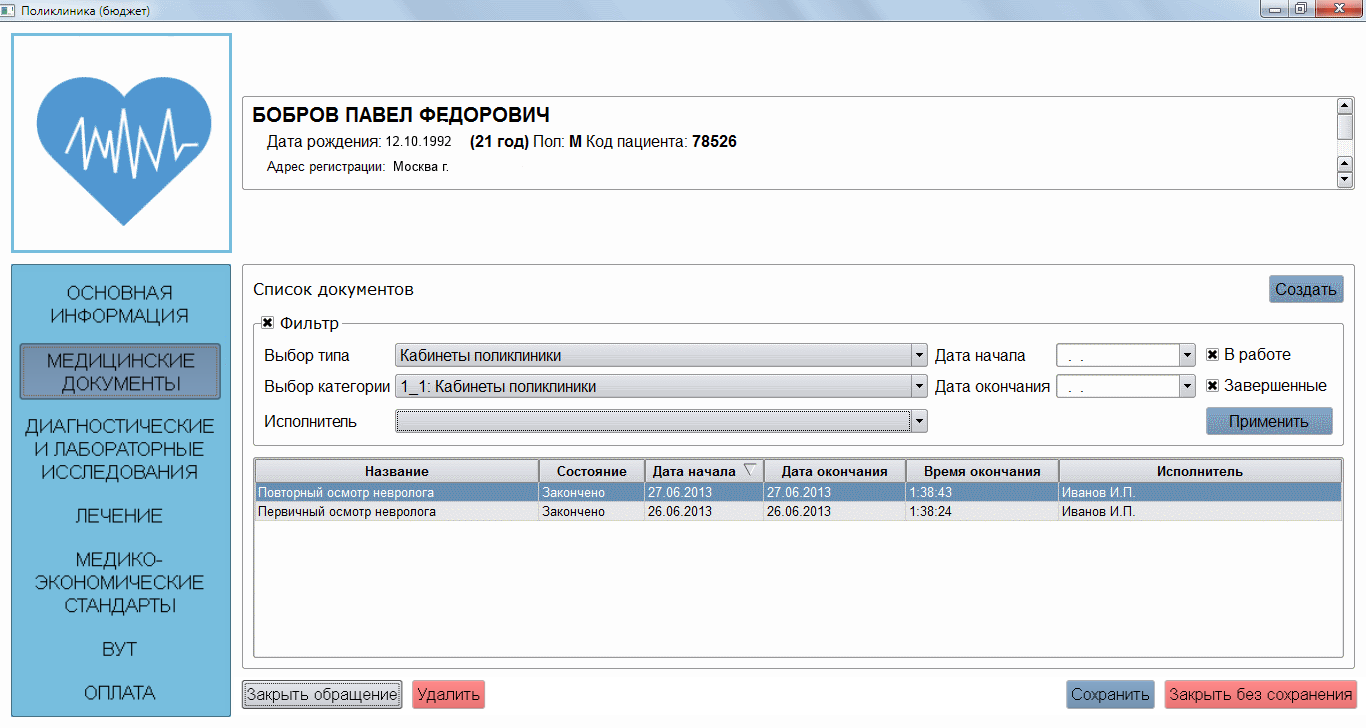 Поликлиника (бюджет)
БОБРОВ ПАВЕЛ ФЕДОРОВИЧ
Дата рождения: 12.10.1992 (21 год) Пол: М Код пациента: 78526
Адрес регистрации: Москва г.
ОСНОВНАЯ
ИНФОРМАЦИЯ
МЕДИЦИНСКИЕ
ДОКУМЕНТЫ
ДИАГНОСТИЧЕСКИЕ
И ЛАБОРАТОРНЫЕ
ИССЛЕДОВАНИЯ
ЛЕЧЕНИЕ
МЕДИКО-
ЭКОНОМИЧЕСКИЕ
СТАНДАРТЫ
ВУТ
ОПЛАТА
Список документов Создать
Фильтр
Выбор типа Кабинеты поликлиники Дата начала . . В работе
Выбор категории 1_1: Кабинеты поликлиники Дата окончания . . Завершенные
Исполнитель Применить
Название Состояние Дата начала Дата окончания Время окончания Исполнитель
Повторный осмотр невролога Закончено 27.06.2013 27.06.2013 1:38:43 Иванов И.П.
Первичный осмотр невролога Закончено 26.06.2013 26.06.2013 1:38:24 Иванов И.П.
Закрыть обращение Удалить Сохранить Закрыть без сохранения